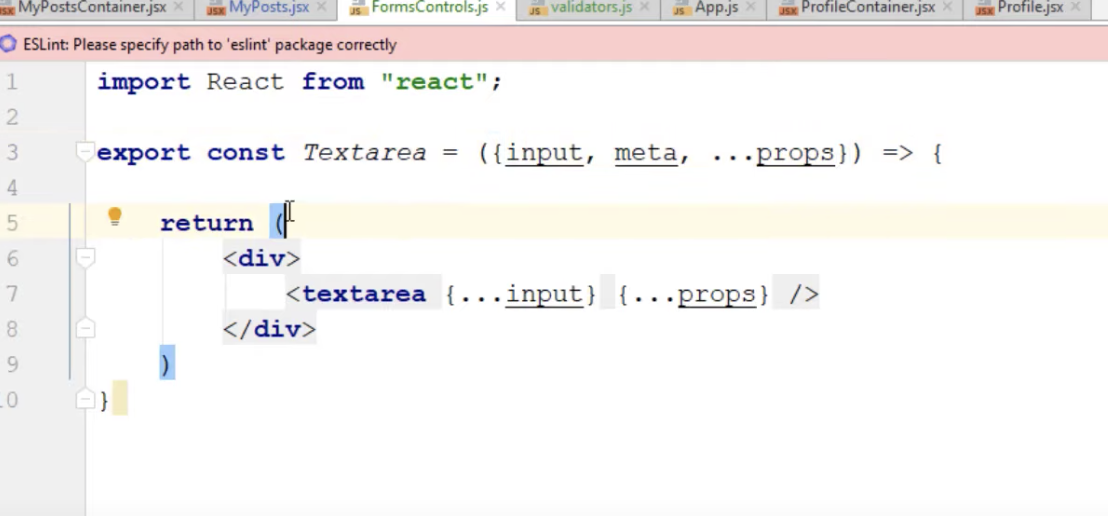 MyPostsContainer.jsx MyPosts.jsx FormsControls.js validators.js App.js ProfileContainer.jsx Profile.jsx
ESLint: Please specify path to 'eslint' package correctly
1 import React from "react";
2
3 export const Textarea = ({input, meta, ...props}) => {
4
5 return (
6 <div>
7 <textarea {...input} {...props} />
8 </div>
9 )
10 }